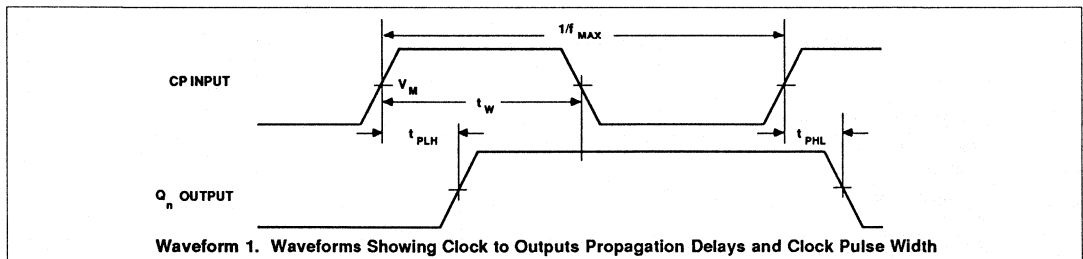 1/f MAX
CP INPUT
V M
t W
t PLH
t PHL
Q n OUTPUT
Waveform 1. Waveforms Showing Clock to Outputs Propagation Delays and Clock Pulse Width